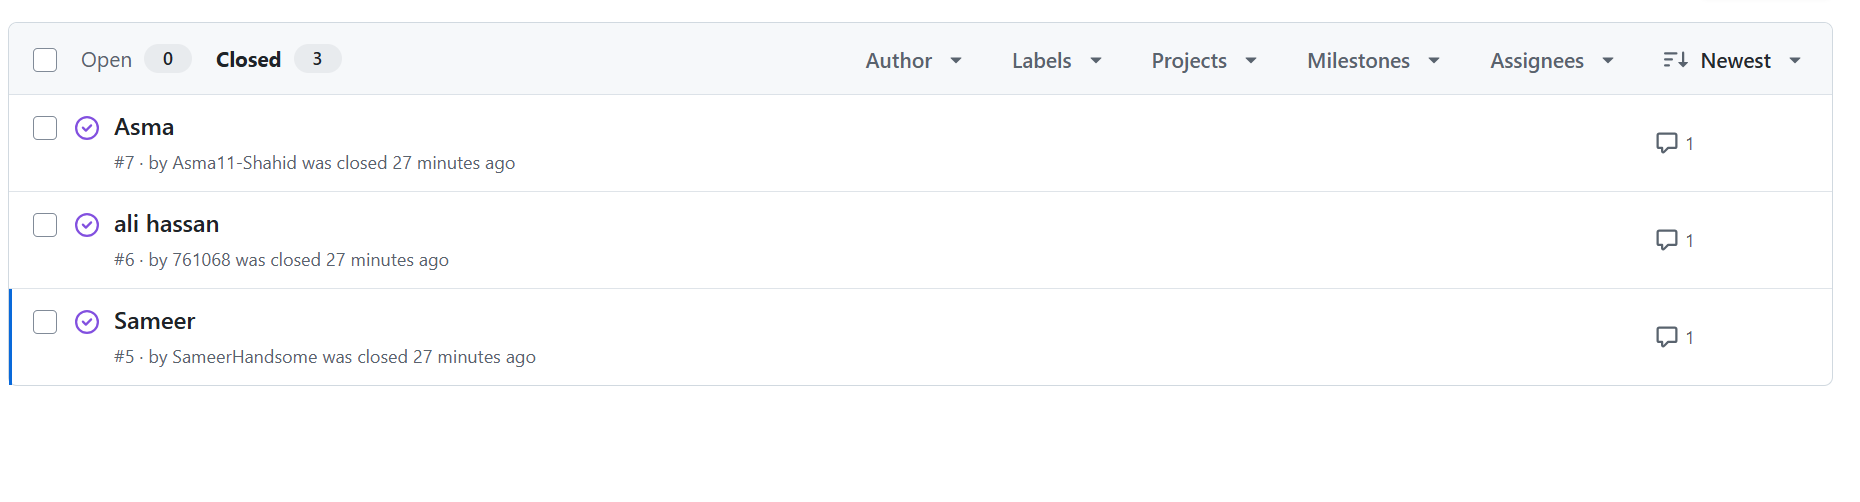 Open 0 Closed 3 Author Labels Projects Milestones Assignees Newest
Asma
#7 · by Asma11-Shahid was closed 27 minutes ago
1
ali hassan
#6 · by 761068 was closed 27 minutes ago
1
Sameer
#5 · by SameerHandsome was closed 27 minutes ago
1